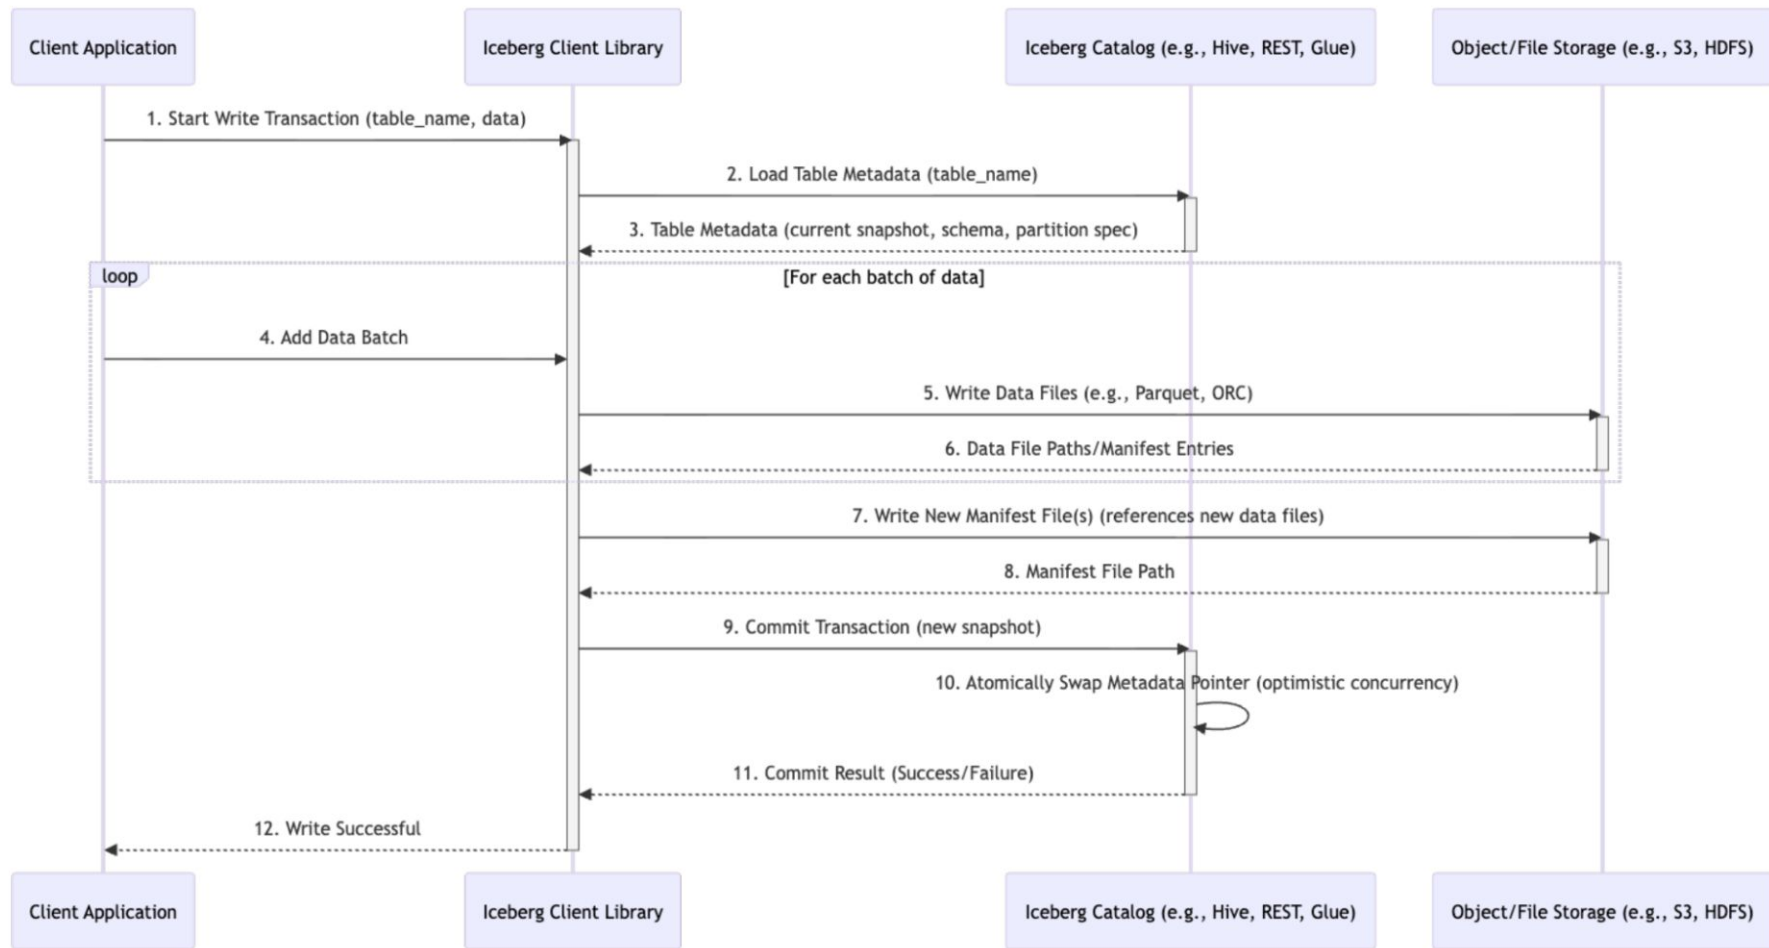 Client Application
Iceberg Client Library
Iceberg Catalog (e.g., Hive, REST, Glue)
Object/File Storage (e.g., S3, HDFS)
1. Start Write Transaction (table_name, data)
2. Load Table Metadata (table_name)
3. Table Metadata (current snapshot, schema, partition spec)
loop
[For each batch of data]
4. Add Data Batch
5. Write Data Files (e.g., Parquet, ORC)
6. Data File Paths/Manifest Entries
7. Write New Manifest File(s) (references new data files)
8. Manifest File Path
9. Commit Transaction (new snapshot)
10. Atomically Swap Metadata Pointer (optimistic concurrency)
11. Commit Result (Success/Failure)
12. Write Successful
Client Application
Iceberg Client Library
Iceberg Catalog (e.g., Hive, REST, Glue)
Object/File Storage (e.g., S3, HDFS)